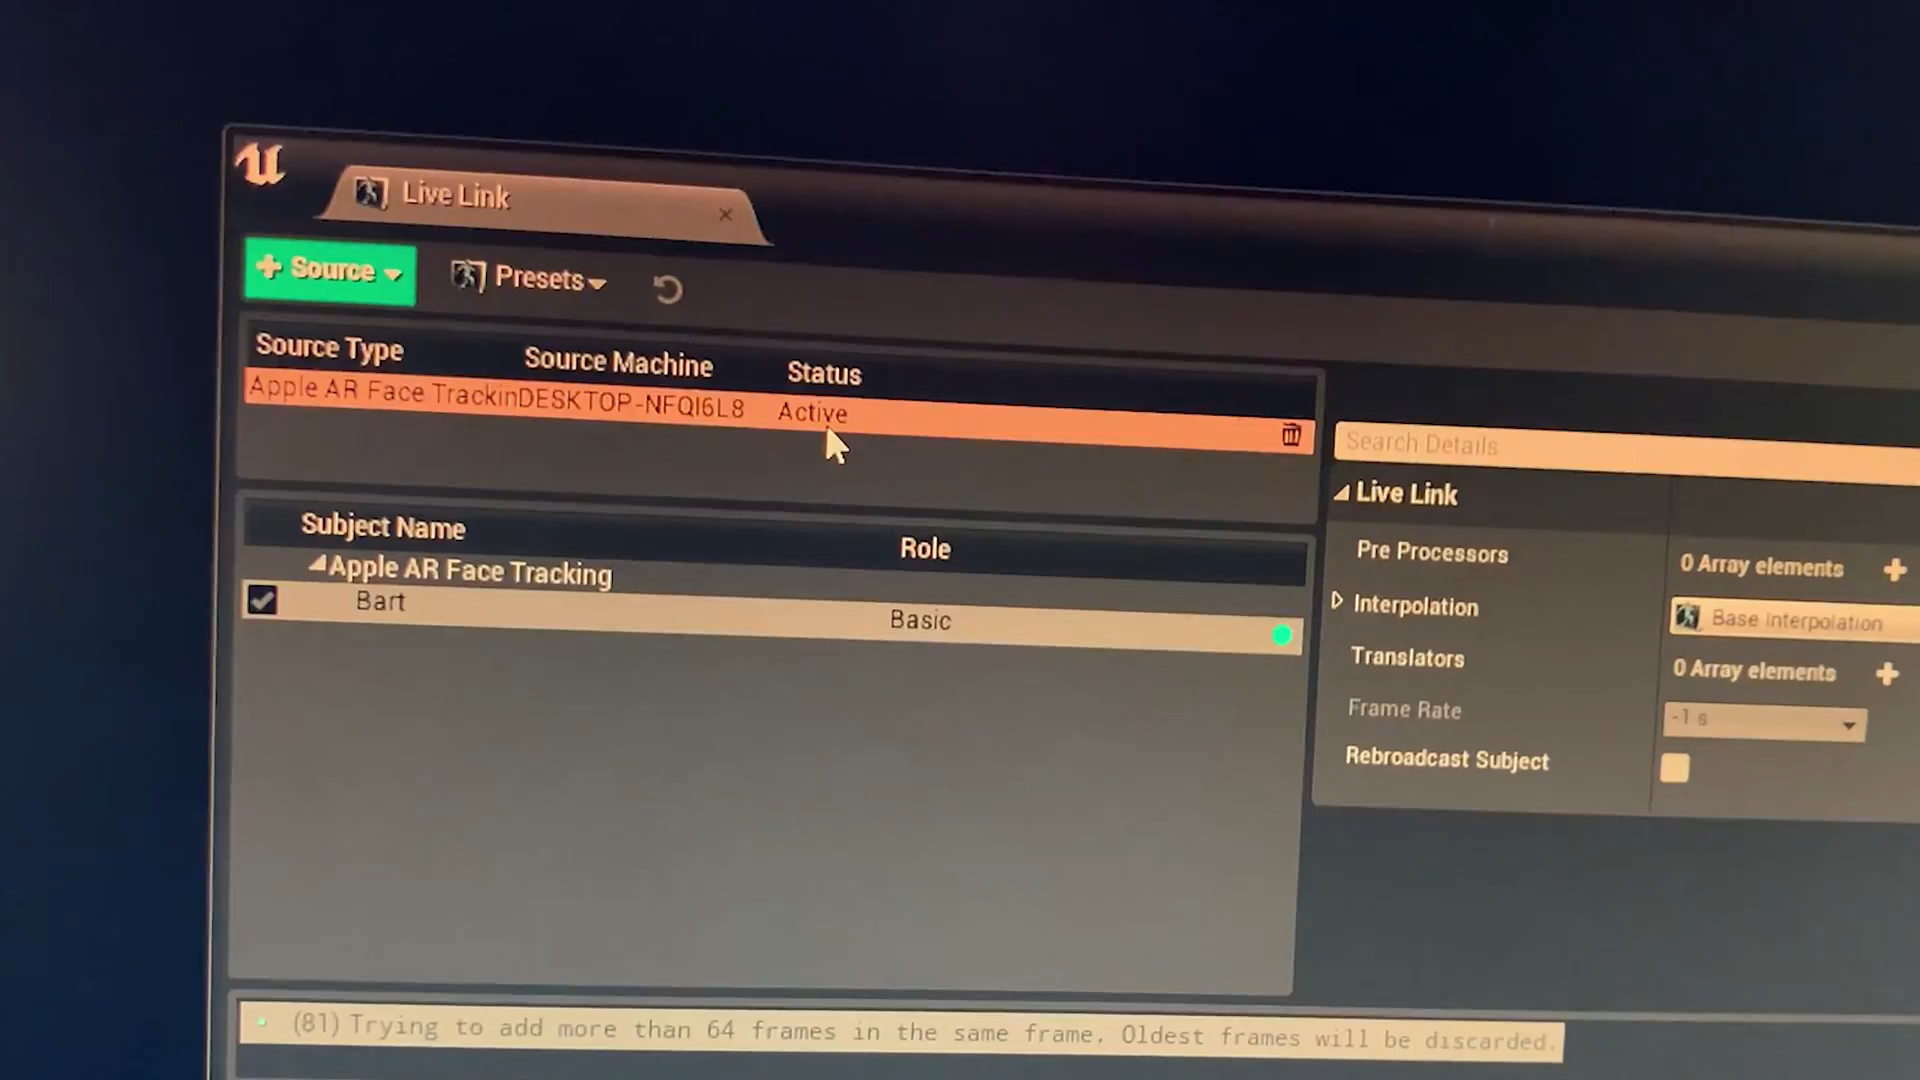 Live Link
Source
Presets
Source Type Source Machine Status
Apple AR Face TrackinDESKTOP-NFQI6L8 Active
Search Details
Live Link
Subject Name Role
Pre Processors 0 Array elements
Apple AR Face Tracking
Bart Basic
Interpolation Base Interpolation
Translators 0 Array elements
Frame Rate -1 s
Rebroadcast Subject
(81) Trying to add more than 64 frames in the same frame. Oldest frames will be discarded.